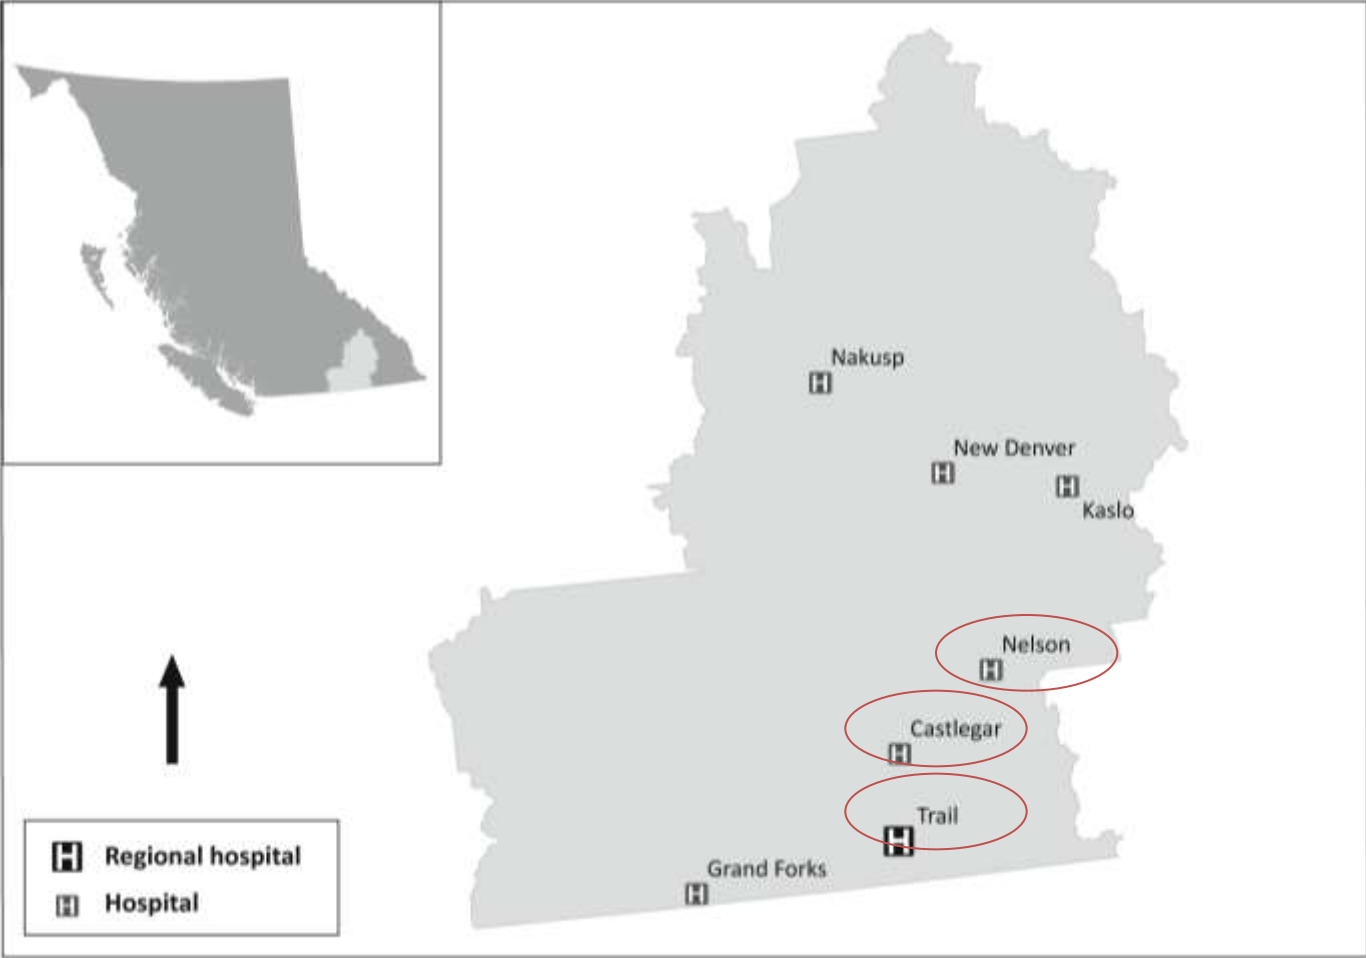 Nakusp
New Denver
Kaslo
Nelson
Castlegar
Trail
Grand Forks
H Regional hospital
H Hospital